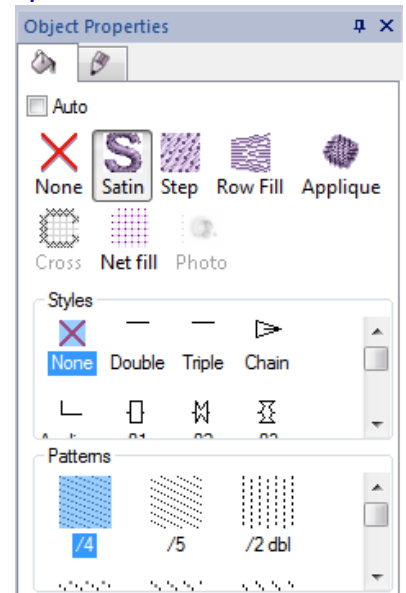 Object Properties
Auto
None Satin Step Row Fill Applique
Cross Net fill Photo
Styles
None Double Triple Chain
Patterns
/4 /5 /2 dbl